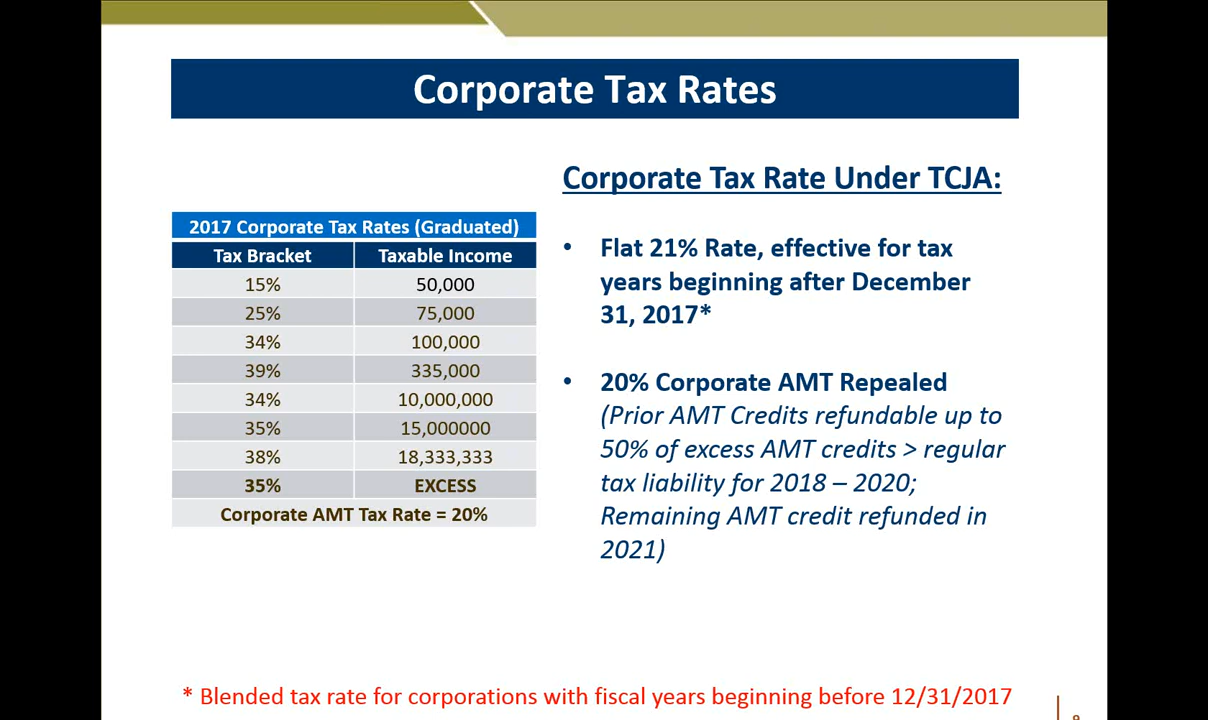 Corporate Tax Rates
Corporate Tax Rate Under TCJA:
2017 Corporate Tax Rates (Graduated)
Tax Bracket Taxable Income
15% 50,000
25% 75,000
34% 100,000
39% 335,000
34% 10,000,000
35% 15,000000
38% 18,333,333
35% EXCESS
Corporate AMT Tax Rate = 20%
• Flat 21% Rate, effective for tax
years beginning after December
31, 2017*
• 20% Corporate AMT Repealed
(Prior AMT Credits refundable up to
50% of excess AMT credits > regular
tax liability for 2018 – 2020;
Remaining AMT credit refunded in
2021)
* Blended tax rate for corporations with fiscal years beginning before 12/31/2017